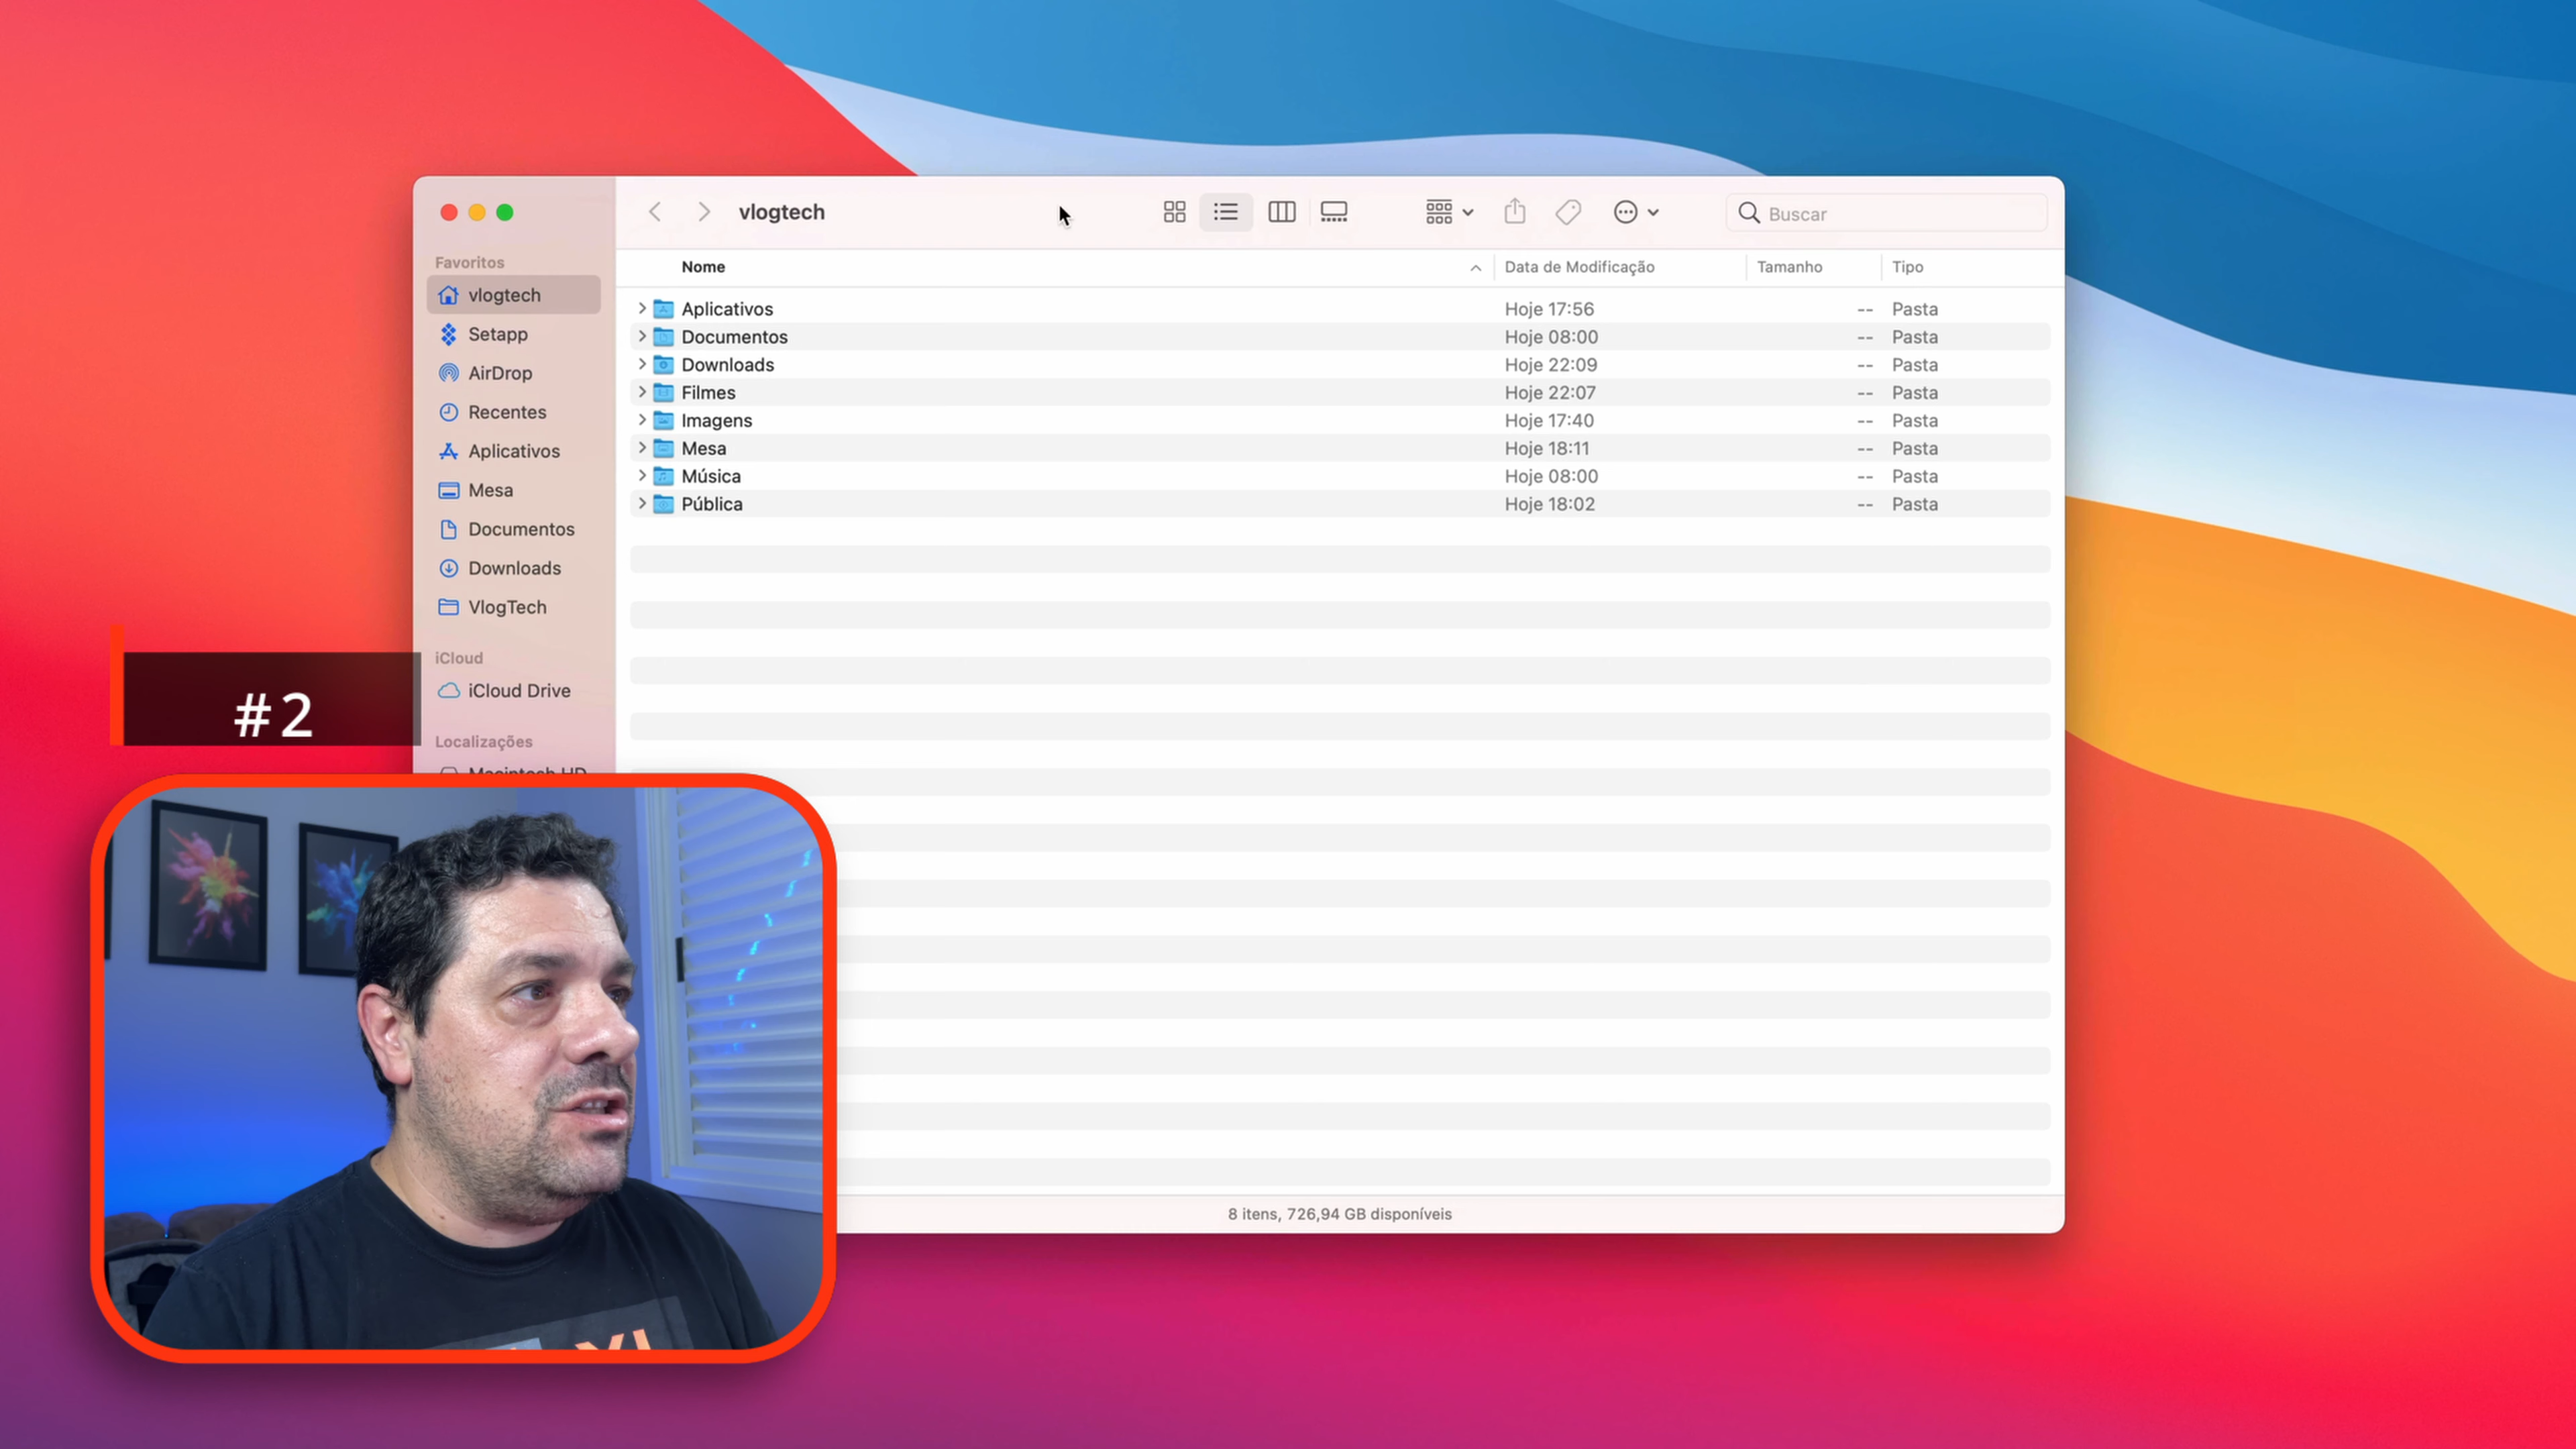 vlogtech
Buscar
Favoritos
vlogtech
Setapp
AirDrop
Recentes
Aplicativos
Mesa
Documentos
Downloads
VlogTech
iCloud
iCloud Drive
Localizações
Macintosh HD
Nome Data de Modificação Tamanho Tipo
Aplicativos Hoje 17:56 -- Pasta
Documentos Hoje 08:00 -- Pasta
Downloads Hoje 22:09 -- Pasta
Filmes Hoje 22:07 -- Pasta
Imagens Hoje 17:40 -- Pasta
Mesa Hoje 18:11 -- Pasta
Música Hoje 08:00 -- Pasta
Pública Hoje 18:02 -- Pasta
8 itens, 726,94 GB disponíveis
#2